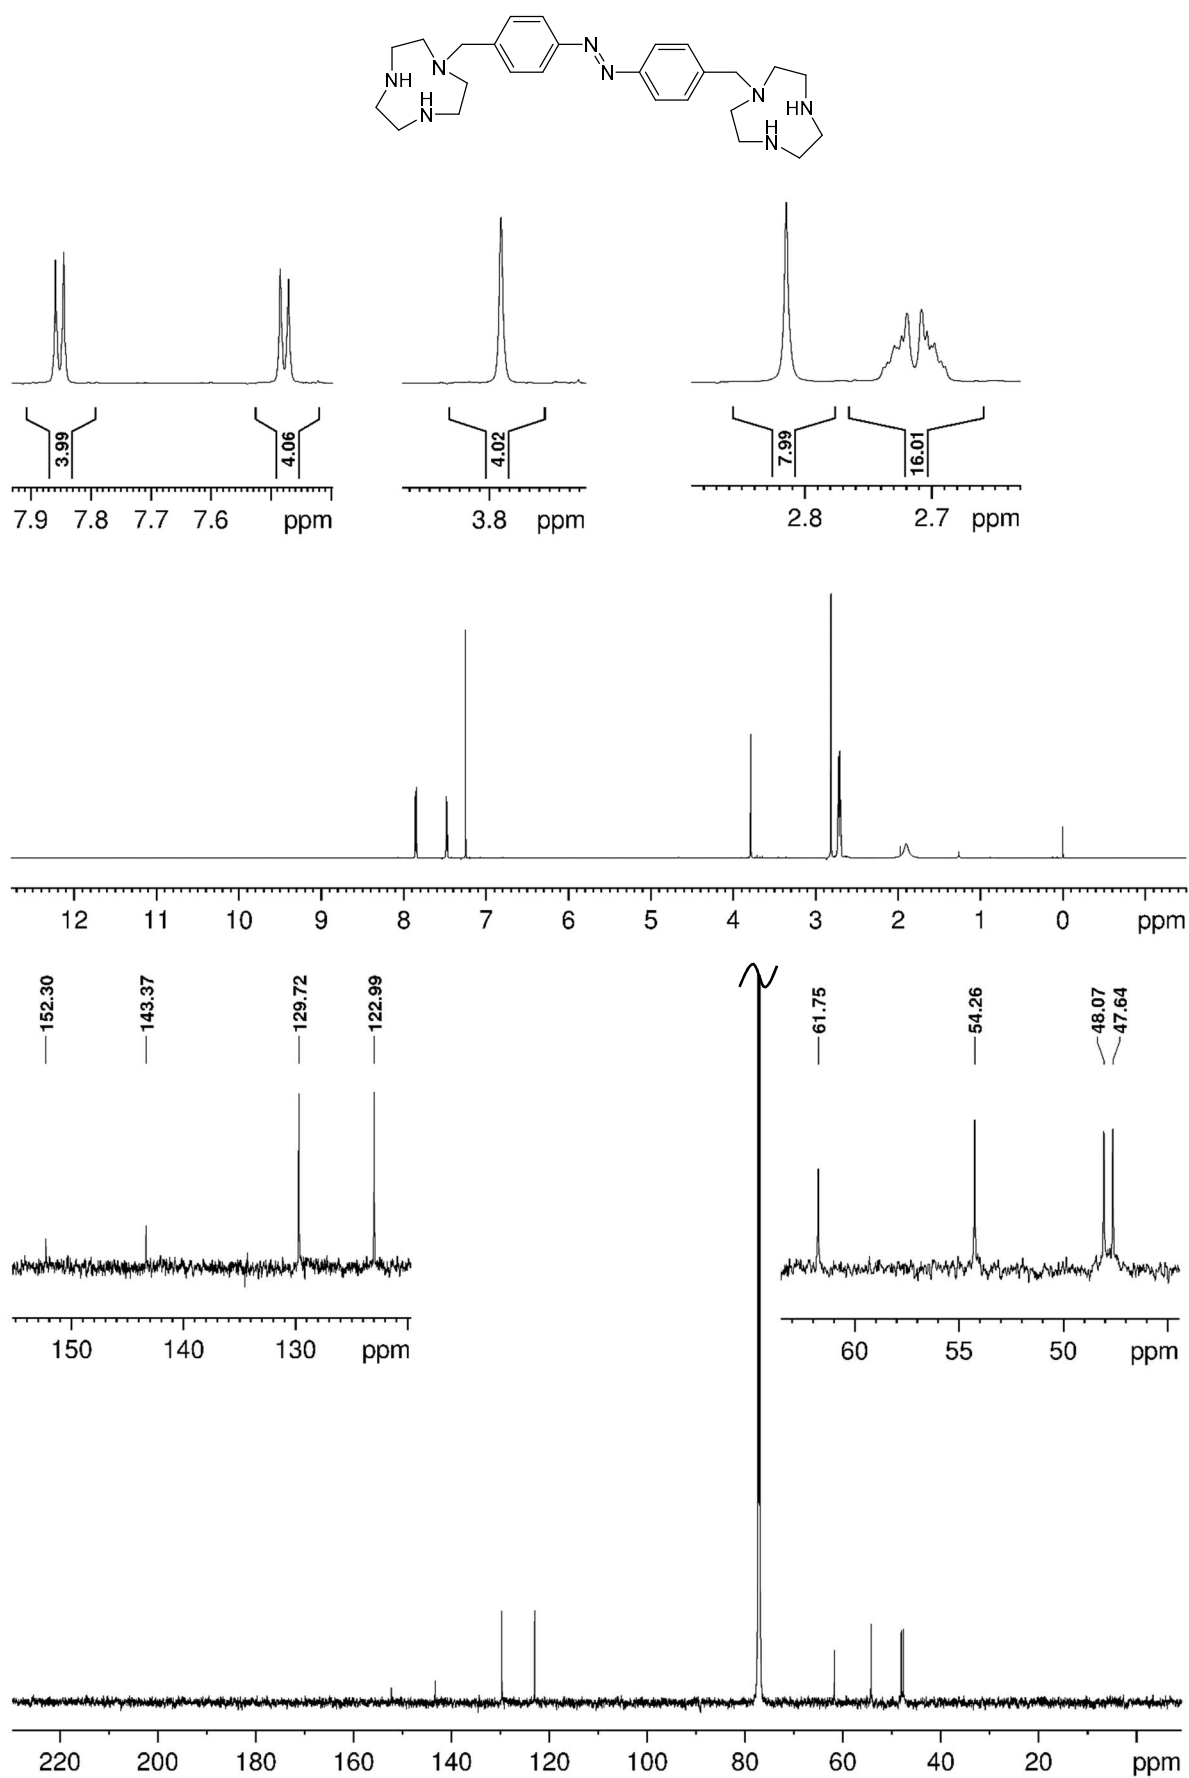 N
N
N
NH
H
N
N
HN
H
N
3.99
4.06
4.02
7.99
16.01
7.9 7.8 7.7 7.6 ppm
3.8 ppm
2.8 2.7 ppm
12 11 10 9 8 7 6 5 4 3 2 1 0 ppm
152.30
143.37
129.72
122.99
61.75
54.26
48.07
47.64
150 140 130 ppm
60 55 50 ppm
220 200 180 160 140 120 100 80 60 40 20 ppm